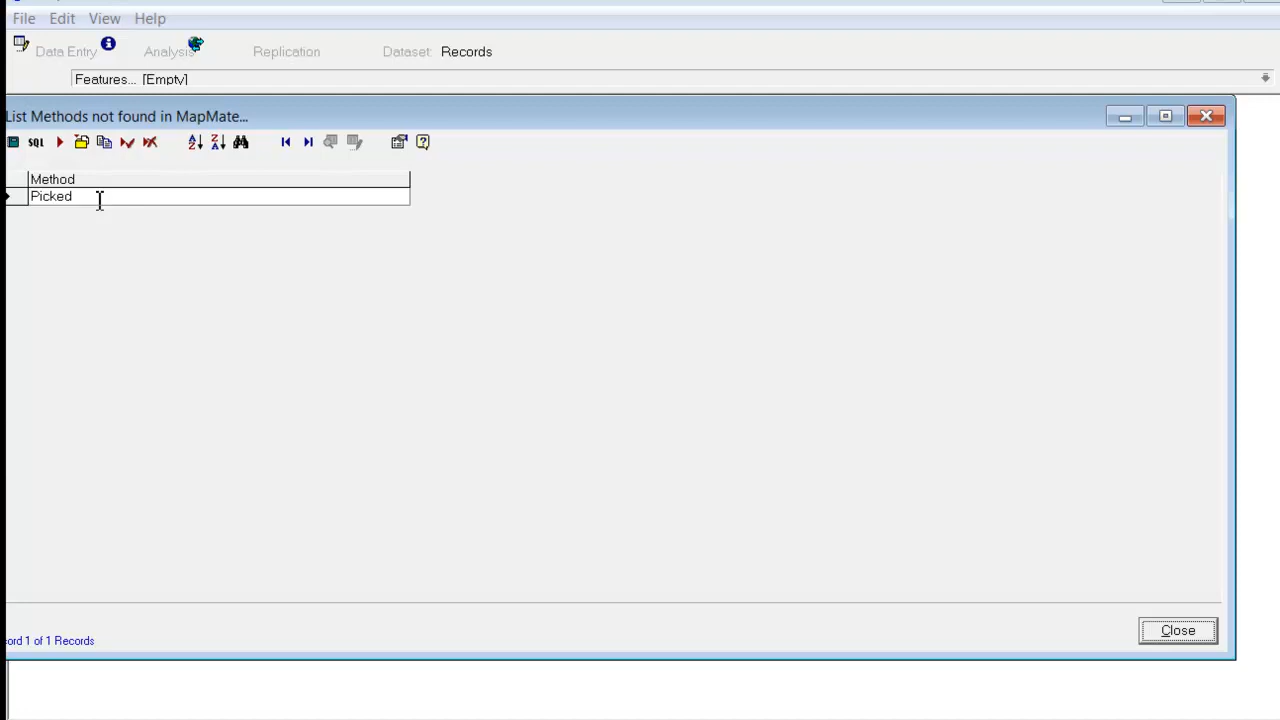 File Edit View Help
Data Entry Analysis Replication Dataset: Records
Features... [Empty]
List Methods not found in MapMate...
SQL
Method
Picked
Close
1 of 1 Records